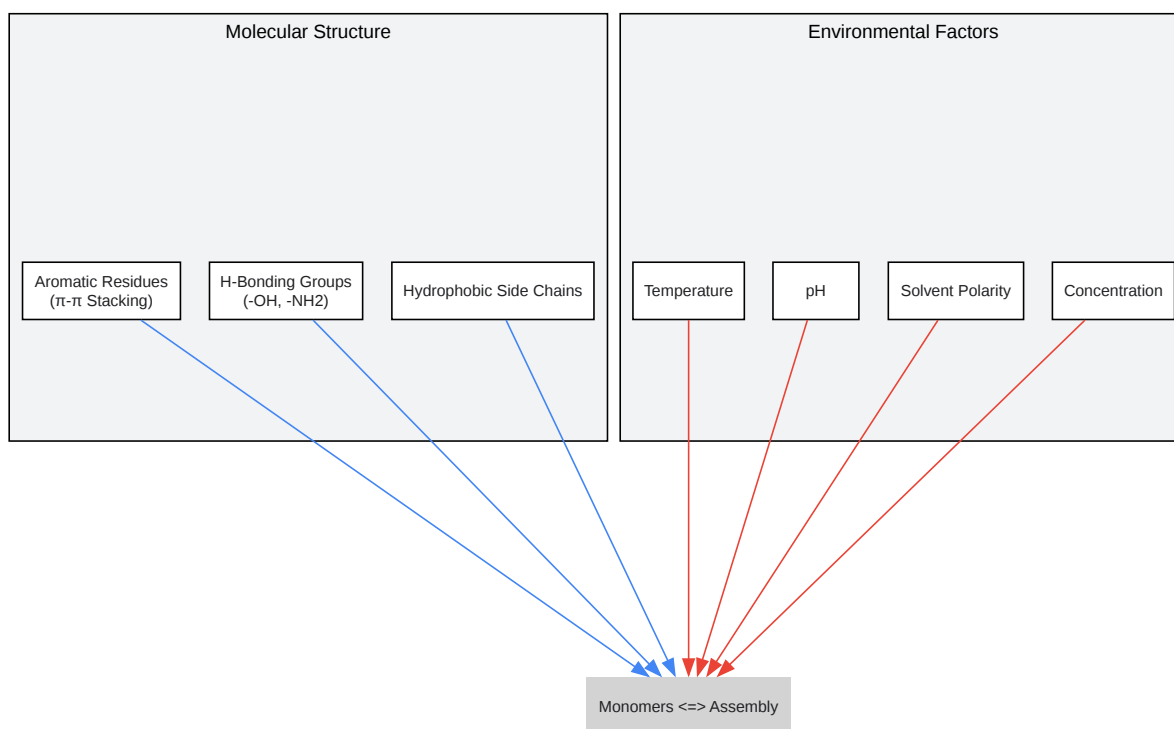 Molecular Structure
Environmental Factors
Aromatic Residues
(π-π Stacking)
H-Bonding Groups
(-OH, -NH2)
Hydrophobic Side Chains
Temperature
pH
Solvent Polarity
Concentration
Monomers <=> Assembly